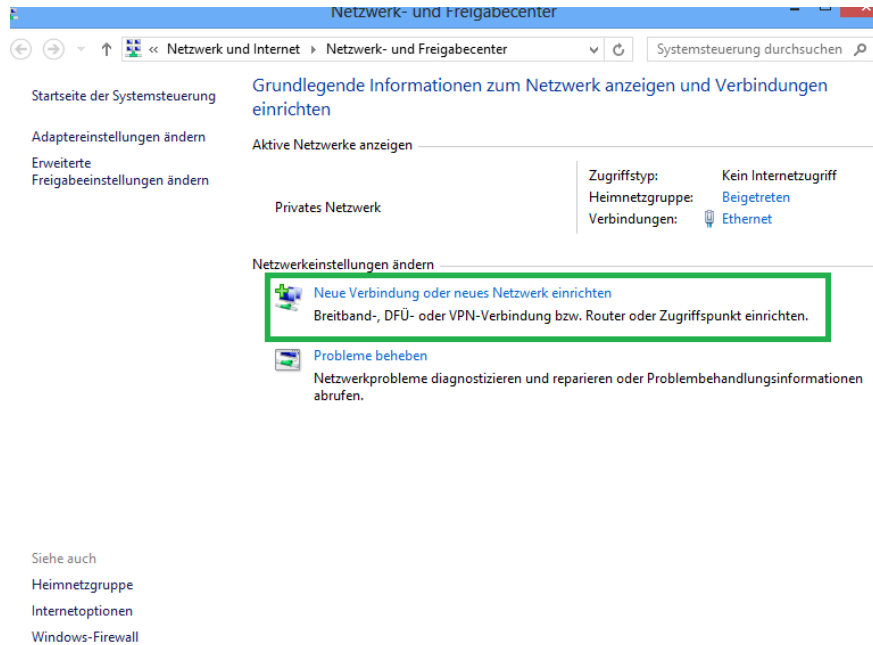 Netzwerk- und Freigabecenter
« Netzwerk und Internet Netzwerk- und Freigabecenter Systemsteuerung durchsuchen
Startseite der Systemsteuerung
Adaptereinstellungen ändern
Erweiterte
Freigabeeinstellungen ändern
Grundlegende Informationen zum Netzwerk anzeigen und Verbindungen
einrichten
Aktive Netzwerke anzeigen
Privates Netzwerk
Zugriffstyp: Kein Internetzugriff
Heimnetzgruppe: Beigetreten
Verbindungen: Ethernet
Netzwerkeinstellungen ändern
Neue Verbindung oder neues Netzwerk einrichten
Breitband-, DFÜ- oder VPN-Verbindung bzw. Router oder Zugriffspunkt einrichten.
Probleme beheben
Netzwerkprobleme diagnostizieren und reparieren oder Problembehandlungsinformationen
abrufen.
Siehe auch
Heimnetzgruppe
Internetoptionen
Windows-Firewall